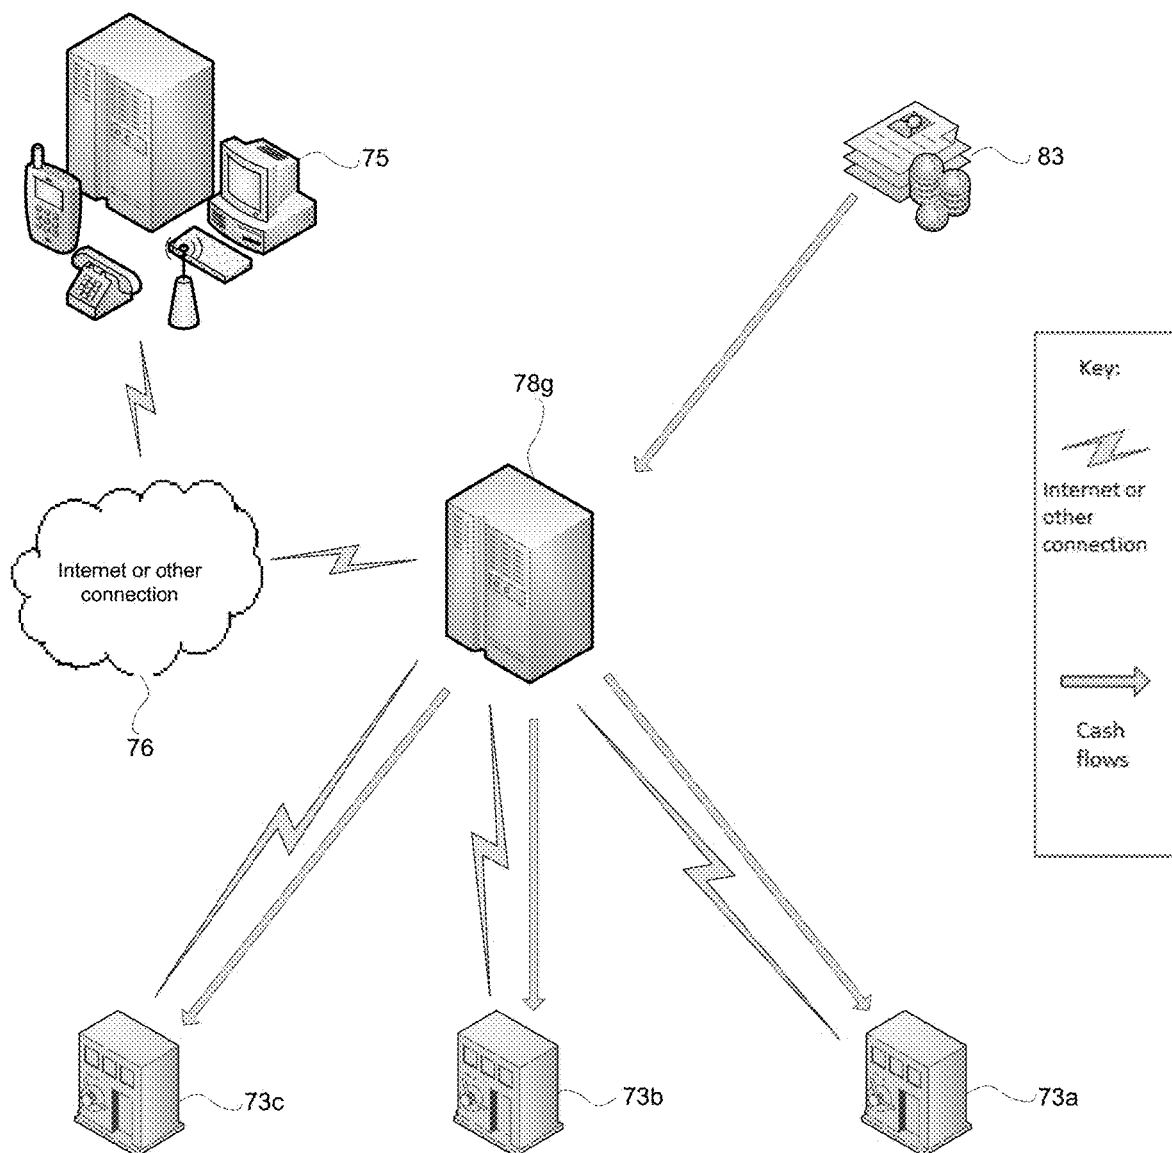 75
83
78g
Key:
Internet or
other
connection
Internet or other
connection
76
Cash
flows
73c
73b
73a